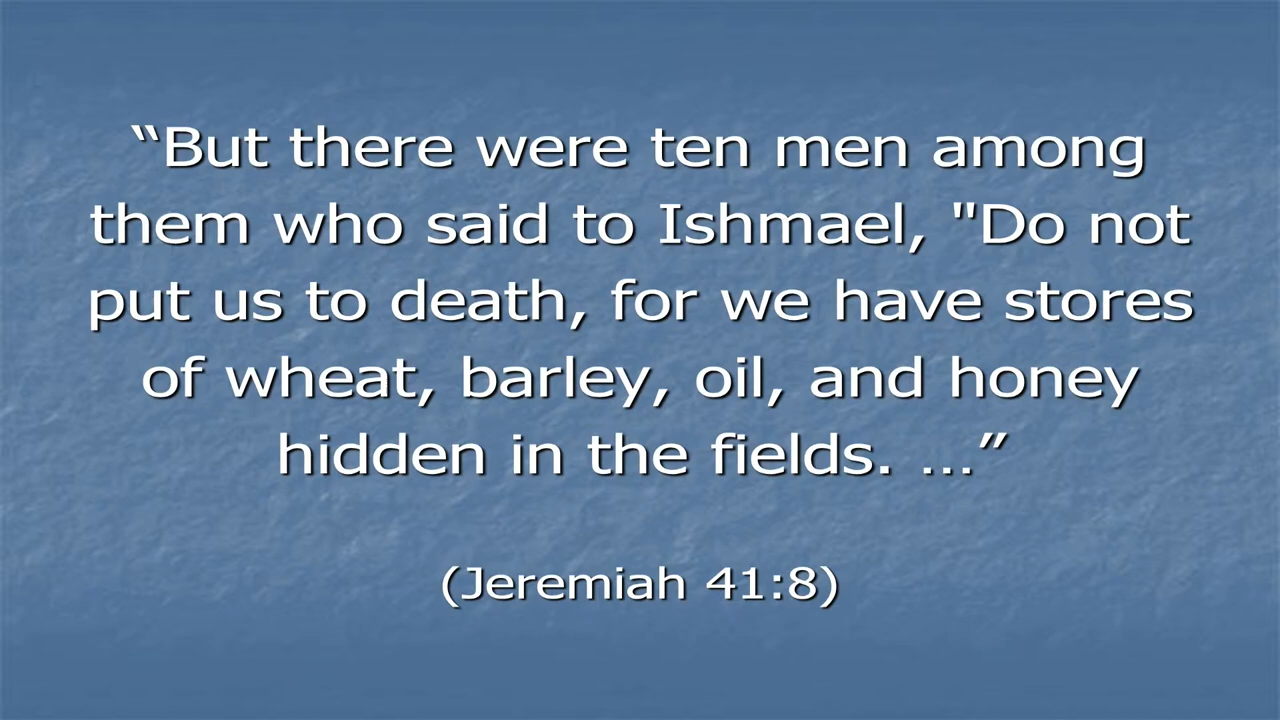 “But there were ten men among
them who said to Ishmael, "Do not
put us to death, for we have stores
of wheat, barley, oil, and honey
hidden in the fields. …”
(Jeremiah 41:8)